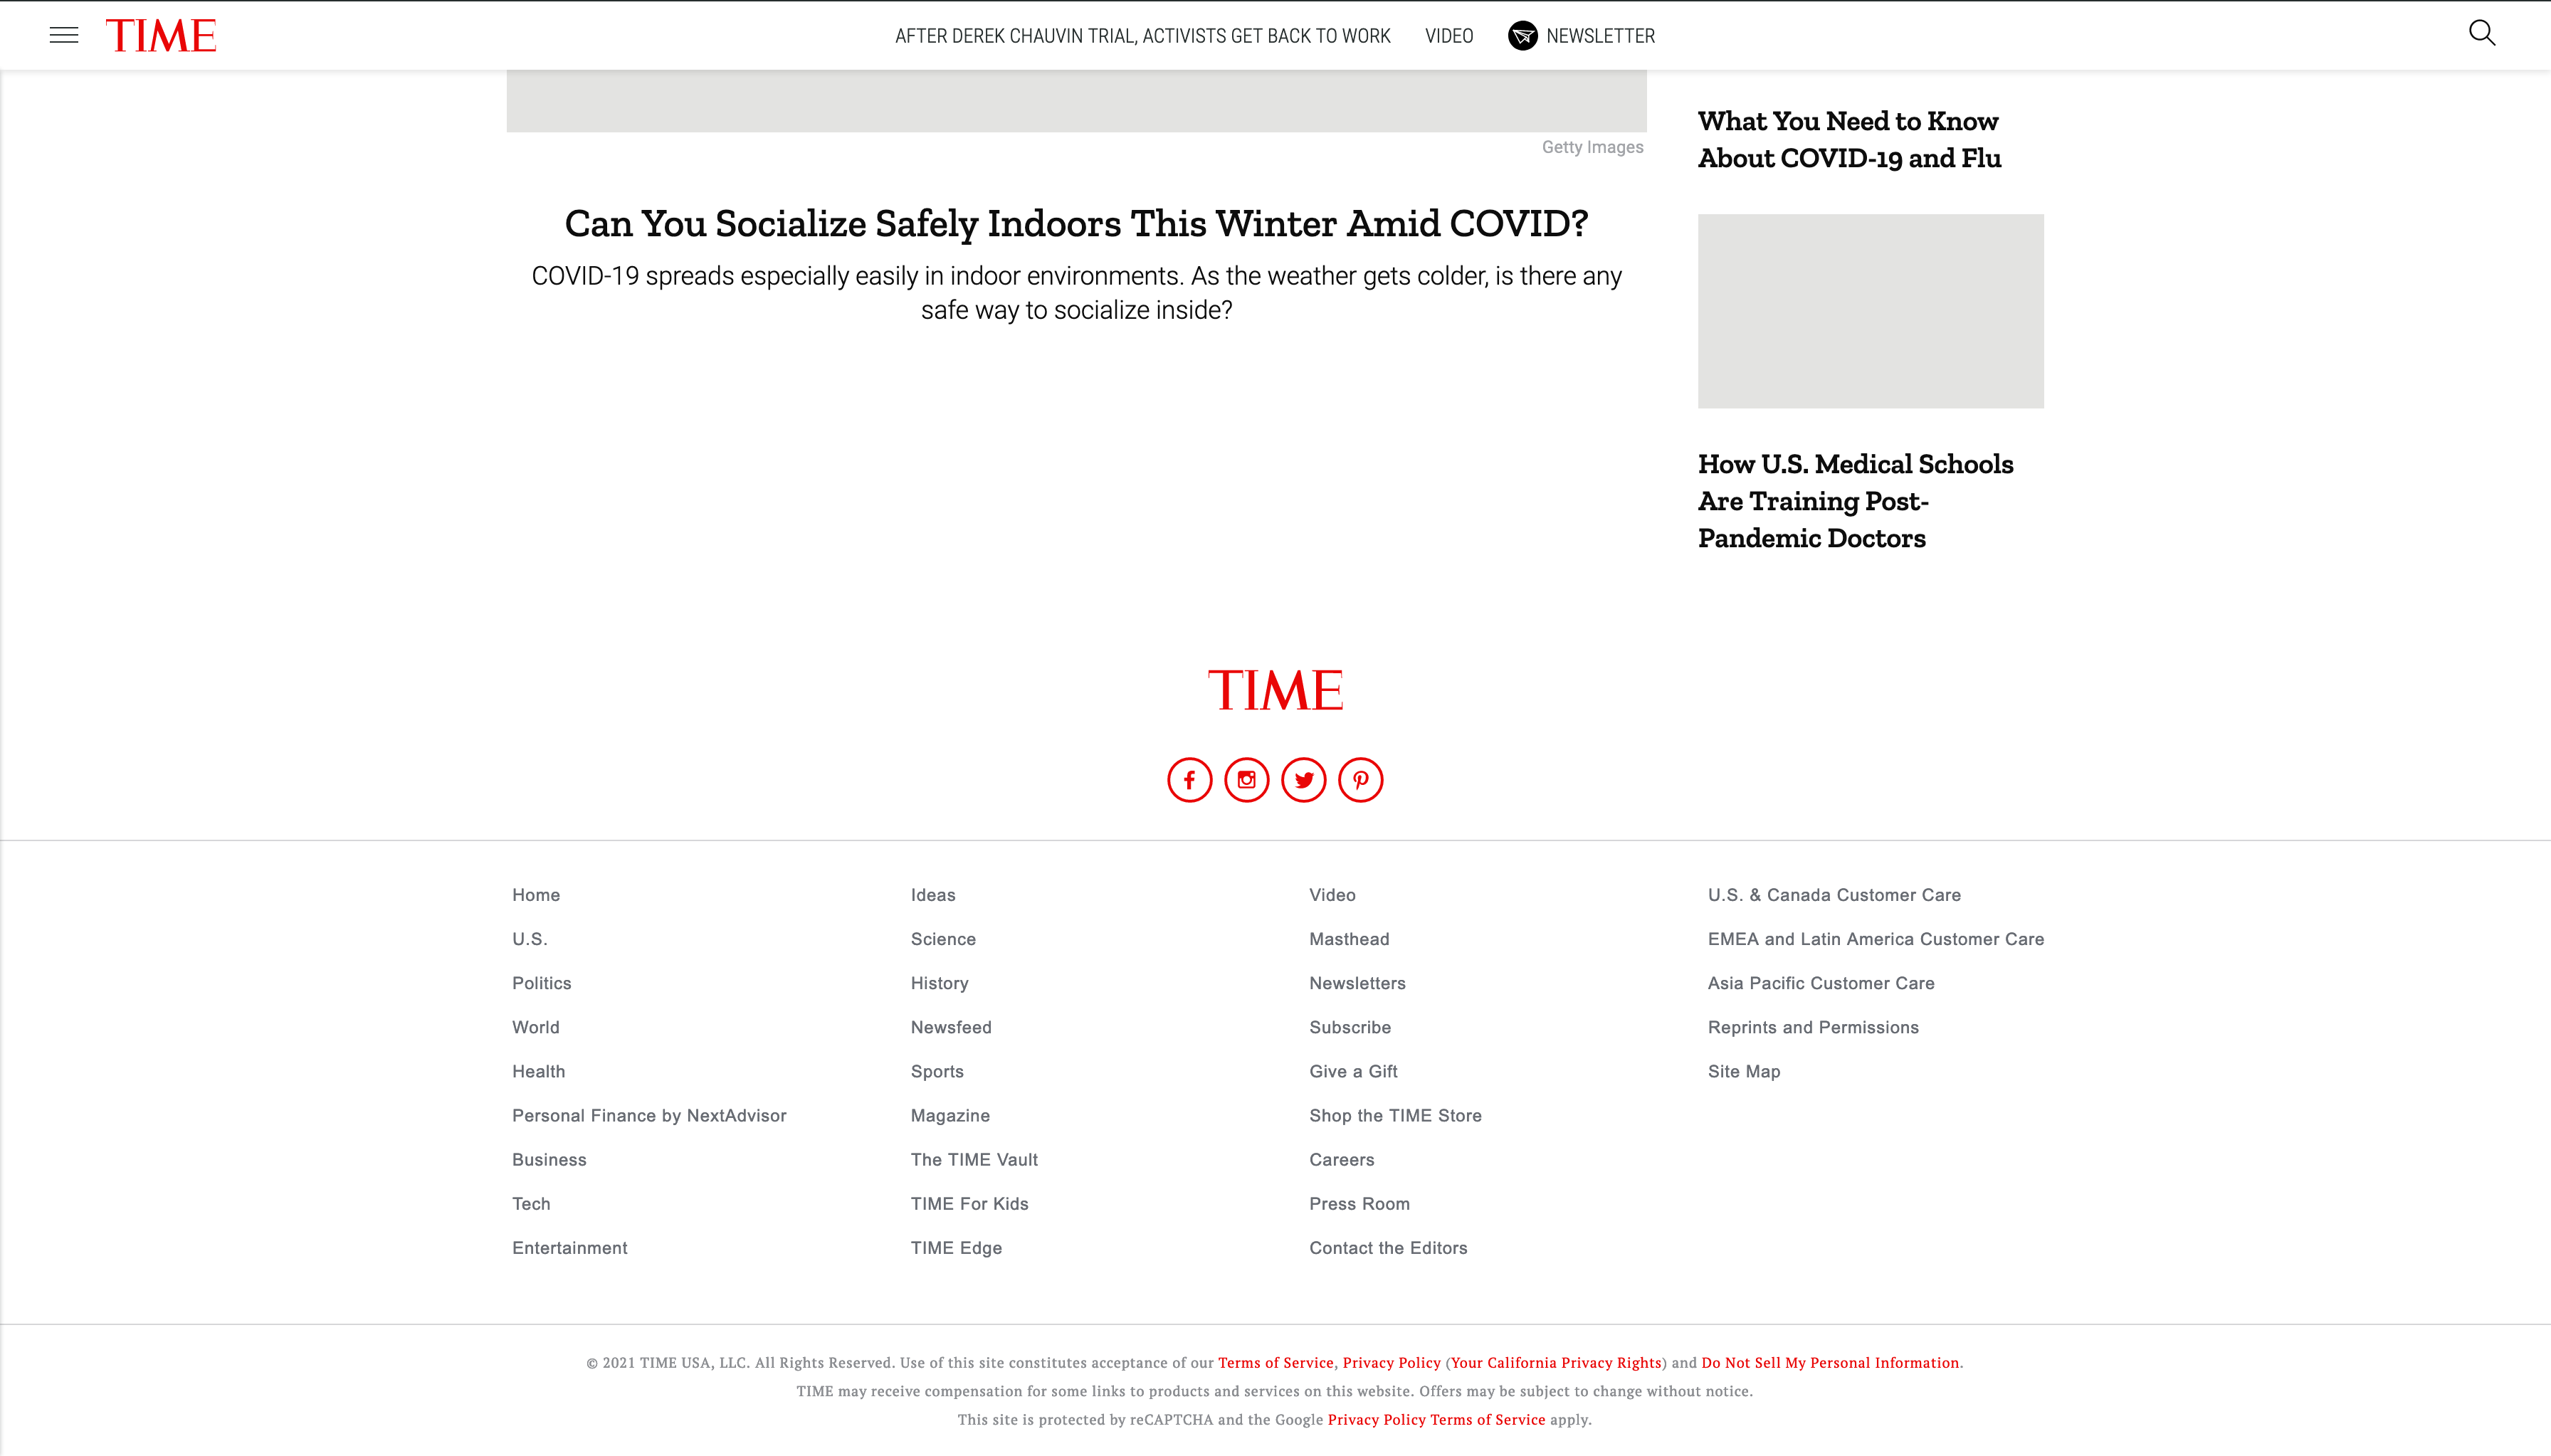 TIME
AFTER DEREK CHAUVIN TRIAL, ACTIVISTS GET BACK TO WORK
VIDEO
NEWSLETTER
Getty Images
Can You Socialize Safely Indoors This Winter Amid COVID?
COVID-19 spreads especially easily in indoor environments. As the weather gets colder, is there any
safe way to socialize inside?
What You Need to Know
About COVID-19 and Flu
How U.S. Medical Schools
Are Training Post-
Pandemic Doctors
TIME
Home
U.S.
Politics
World
Health
Personal Finance by NextAdvisor
Business
Tech
Entertainment
Ideas
Science
History
Newsfeed
Sports
Magazine
The TIME Vault
TIME For Kids
TIME Edge
Video
Masthead
Newsletters
Subscribe
Give a Gift
Shop the TIME Store
Careers
Press Room
Contact the Editors
U.S. & Canada Customer Care
EMEA and Latin America Customer Care
Asia Pacific Customer Care
Reprints and Permissions
Site Map
© 2021 TIME USA, LLC. All Rights Reserved. Use of this site constitutes acceptance of our Terms of Service, Privacy Policy (Your California Privacy Rights) and Do Not Sell My Personal Information.
TIME may receive compensation for some links to products and services on this website. Offers may be subject to change without notice.
This site is protected by reCAPTCHA and the Google Privacy Policy Terms of Service apply.